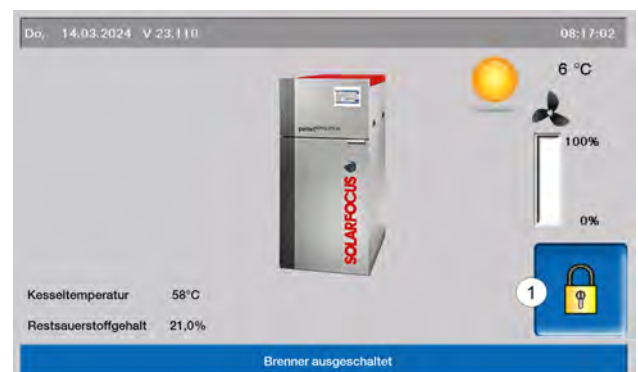 Do, 14.03.2024 V 23.110 08:17:02
6 °C
100%
0%
SOLARFOCUS
1
Kesseltemperatur 58°C
Restsauerstoffgehalt 21,0%
Brenner ausgeschaltet